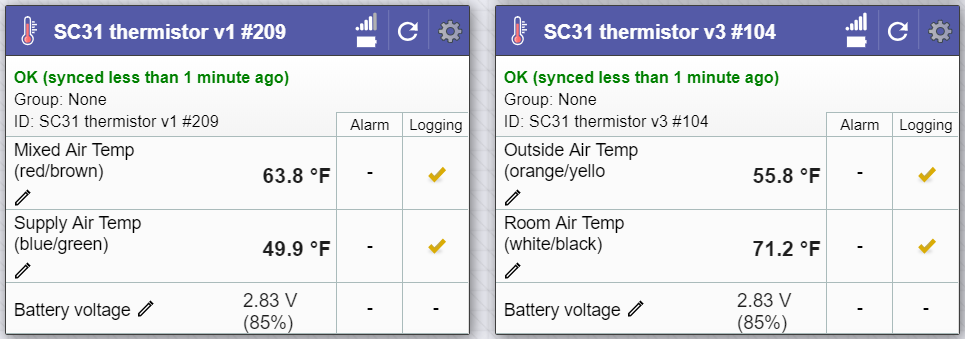 SC31 thermistor v1 #209
OK (synced less than 1 minute ago)
Group: None
ID: SC31 thermistor v1 #209
Alarm Logging
Mixed Air Temp
(red/brown)
63.8 °F -
Supply Air Temp
(blue/green)
49.9 °F -
Battery voltage 2.83 V
(85%) - -
SC31 thermistor v3 #104
OK (synced less than 1 minute ago)
Group: None
ID: SC31 thermistor v3 #104
Alarm Logging
Outside Air Temp
(orange/yello
55.8 °F -
Room Air Temp
(white/black)
71.2 °F -
Battery voltage 2.83 V
(85%) - -